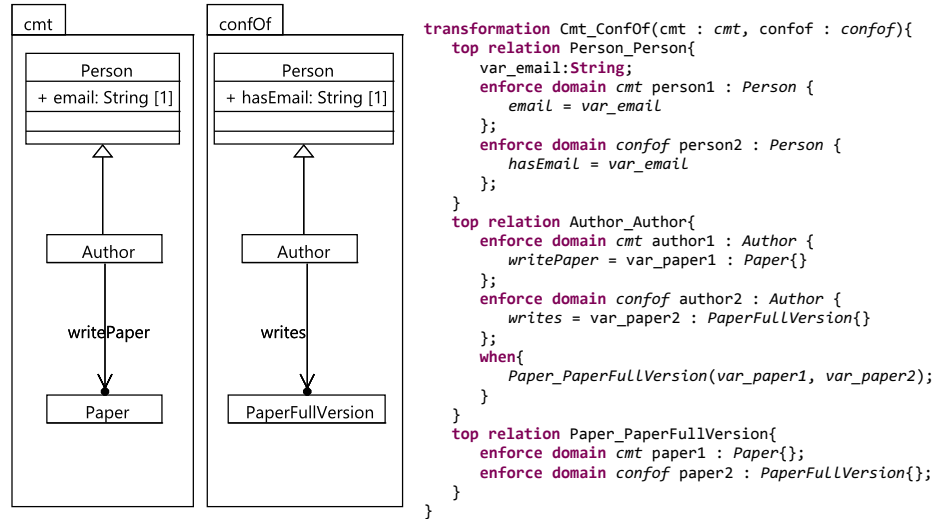 cmt
Person
+ email: String [1]
Author
writePaper
Paper
confOf
Person
+ hasEmail: String [1]
Author
writes
PaperFullVersion
transformation Cmt_ConfOf(cmt : cmt, confof : confof){
top relation Person_Person{
var_email:String;
enforce domain cmt person1 : Person {
email = var_email
};
enforce domain confof person2 : Person {
hasEmail = var_email
};
}
top relation Author_Author{
enforce domain cmt author1 : Author {
writePaper = var_paper1 : Paper{}
};
enforce domain confof author2 : Author {
writes = var_paper2 : PaperFullVersion{}
};
when{
Paper_PaperFullVersion(var_paper1, var_paper2);
}
}
top relation Paper_PaperFullVersion{
enforce domain cmt paper1 : Paper{};
enforce domain confof paper2 : PaperFullVersion{};
}
}